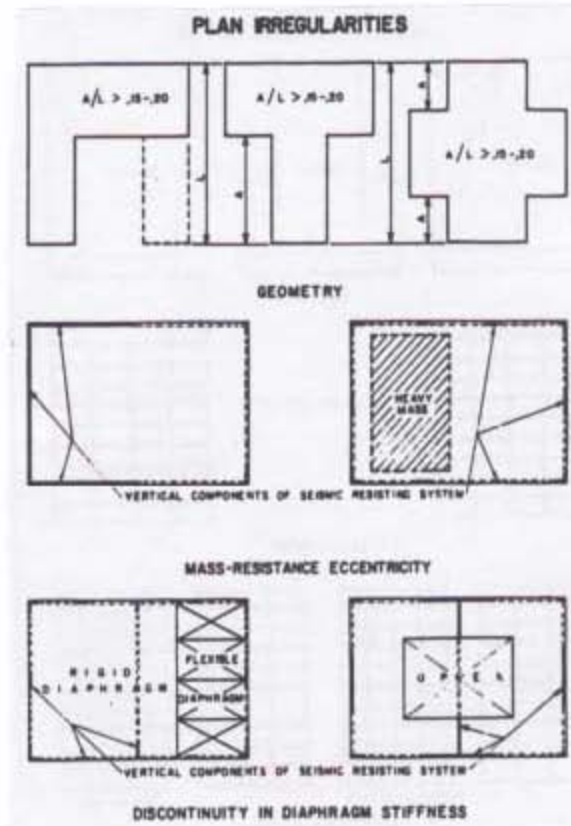 PLAN IRREGULARITIES
A/L > .15-.20
A/L > .15-.20
A/L > .15-.20
L
A
L
A
A
GEOMETRY
HEAVY
MASS
VERTICAL COMPONENTS OF SEISMIC RESISTING SYSTEM
MASS-RESISTANCE ECCENTRICITY
RIGID
DIAPHRAGM
FLEXIBLE
DIAPHRAGM
OPEN
VERTICAL COMPONENTS OF SEISMIC RESISTING SYSTEM
DISCONTINUITY IN DIAPHRAGM STIFFNESS